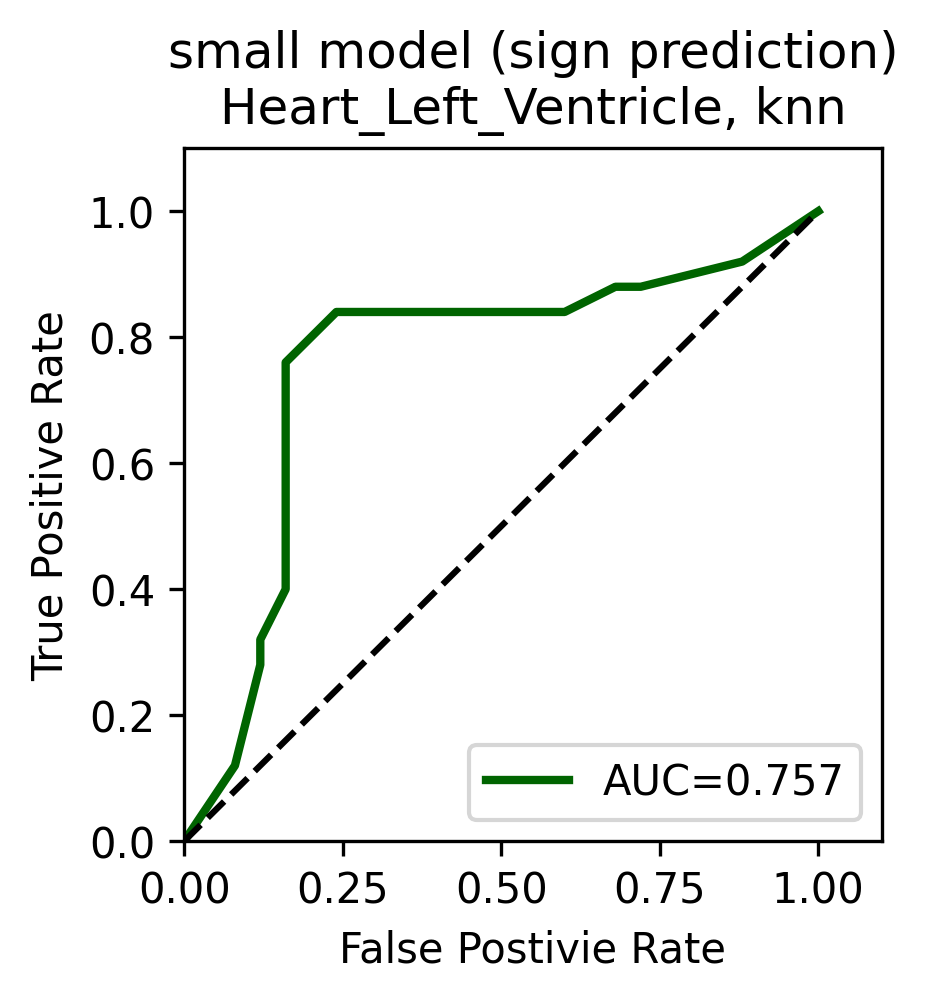 small model (sign prediction)
Heart_Left_Ventricle, knn
True Positive Rate
1.0
0.8
0.6
0.4
0.2
0.0
AUC=0.757
0.00 0.25 0.50 0.75 1.00
False Postivie Rate